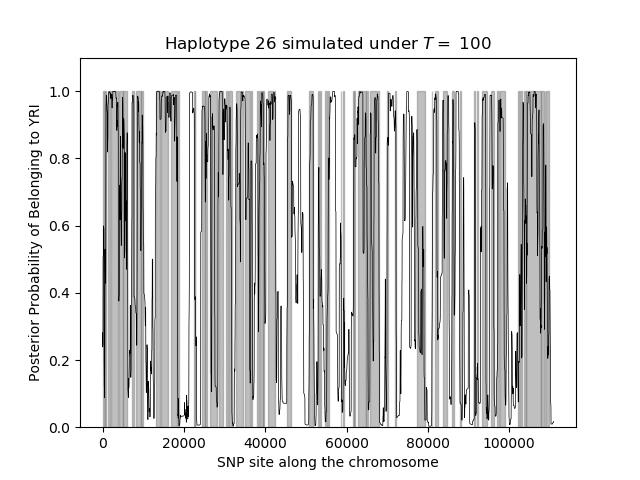 Haplotype 26 simulated under T = 100
Posterior Probability of Belonging to YRI
1.0
0.8
0.6
0.4
0.2
0.0
0 20000 40000 60000 80000 100000
SNP site along the chromosome